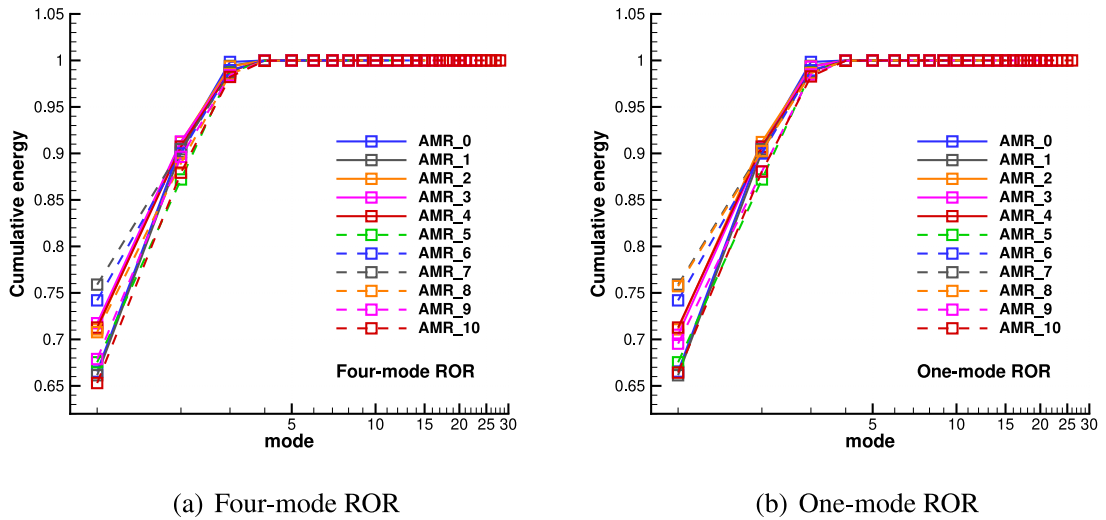 1.05
1
0.95
0.9
0.85
0.8
0.75
0.7
0.65
Cumulative energy
AMR_0
AMR_1
AMR_2
AMR_3
AMR_4
AMR_5
AMR_6
AMR_7
AMR_8
AMR_9
AMR_10
Four-mode ROR
5 10 15 20 25 30
mode
(a) Four-mode ROR
1.05
1
0.95
0.9
0.85
0.8
0.75
0.7
0.65
Cumulative energy
AMR_0
AMR_1
AMR_2
AMR_3
AMR_4
AMR_5
AMR_6
AMR_7
AMR_8
AMR_9
AMR_10
One-mode ROR
5 10 15 20 25 30
mode
(b) One-mode ROR